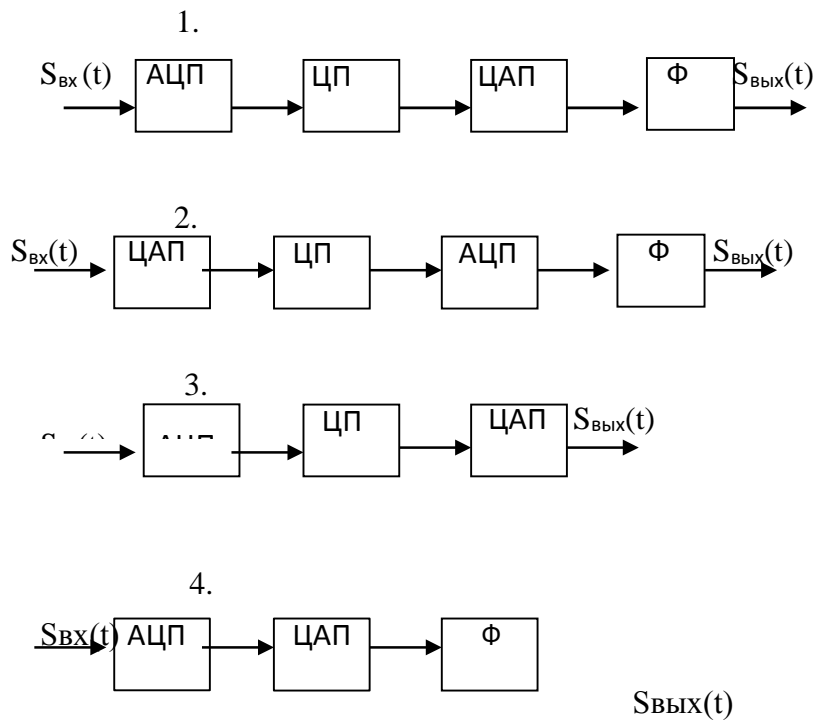 1.
Sвх (t) АЦП ЦП ЦАП Ф Sвых(t)
2.
Sвх(t) ЦАП ЦП АЦП Ф Sвых(t)
3.
ЦП ЦАП Sвых(t)
4.
Sвх(t) АЦП ЦАП Ф
Sвых(t)